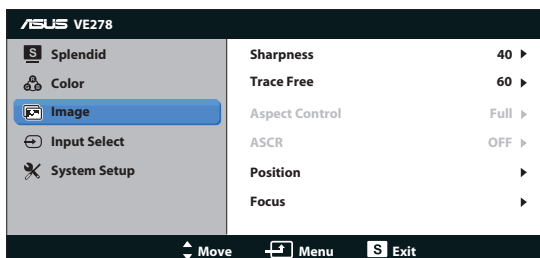 ASUS VE278
S Splendid
Color
Image
Input Select
System Setup
Sharpness 40
Trace Free 60
Aspect Control Full
ASCR OFF
Position
Focus
Move Menu S Exit